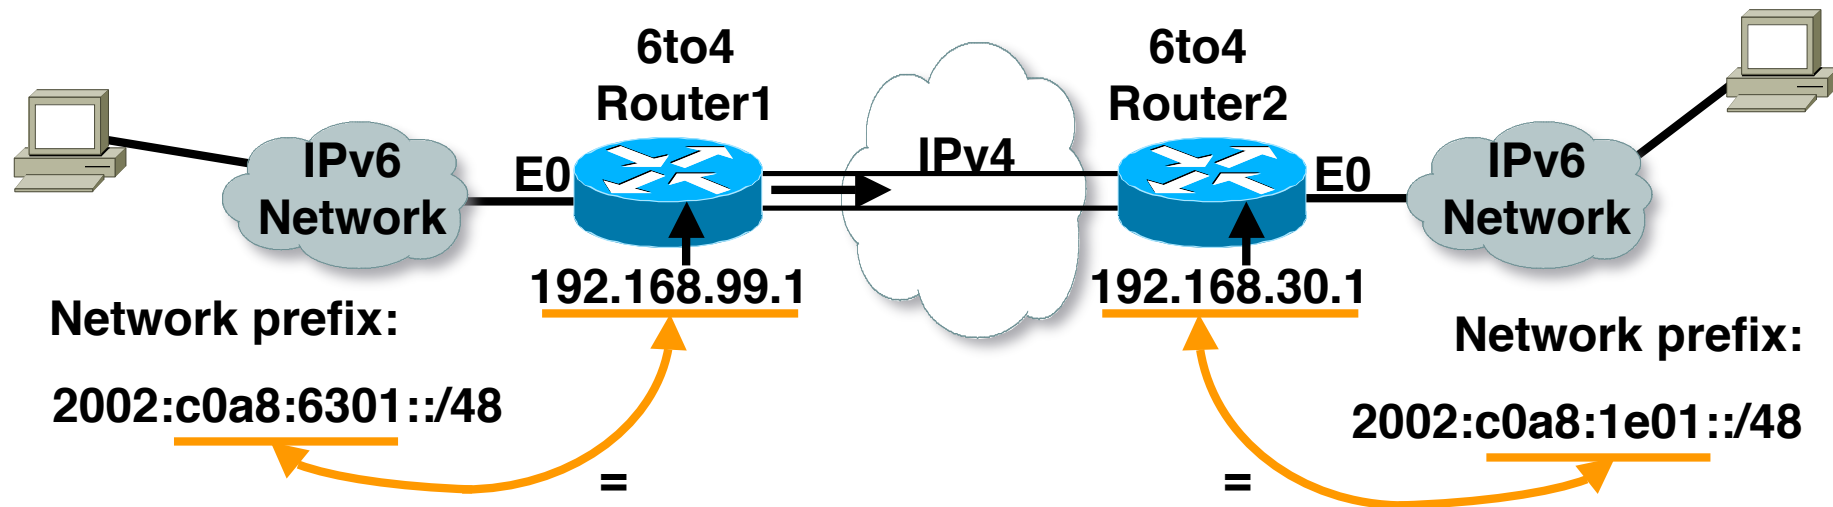 6to4
Router1
6to4
Router2
IPv6
Network
E0
IPv4
E0
IPv6
Network
192.168.99.1
192.168.30.1
Network prefix:
2002:c0a8:6301::/48
=
Network prefix:
2002:c0a8:1e01::/48
=